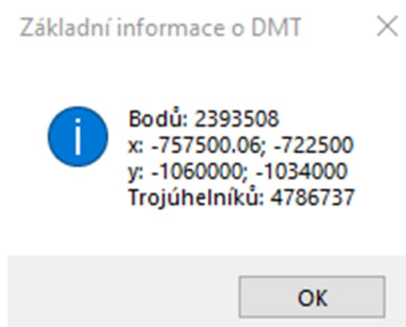 Základní informace o DMT
Bodů: 2393508
x: -757500.06; -722500
y: -1060000; -1034000
Trojúhelníků: 4786737
OK